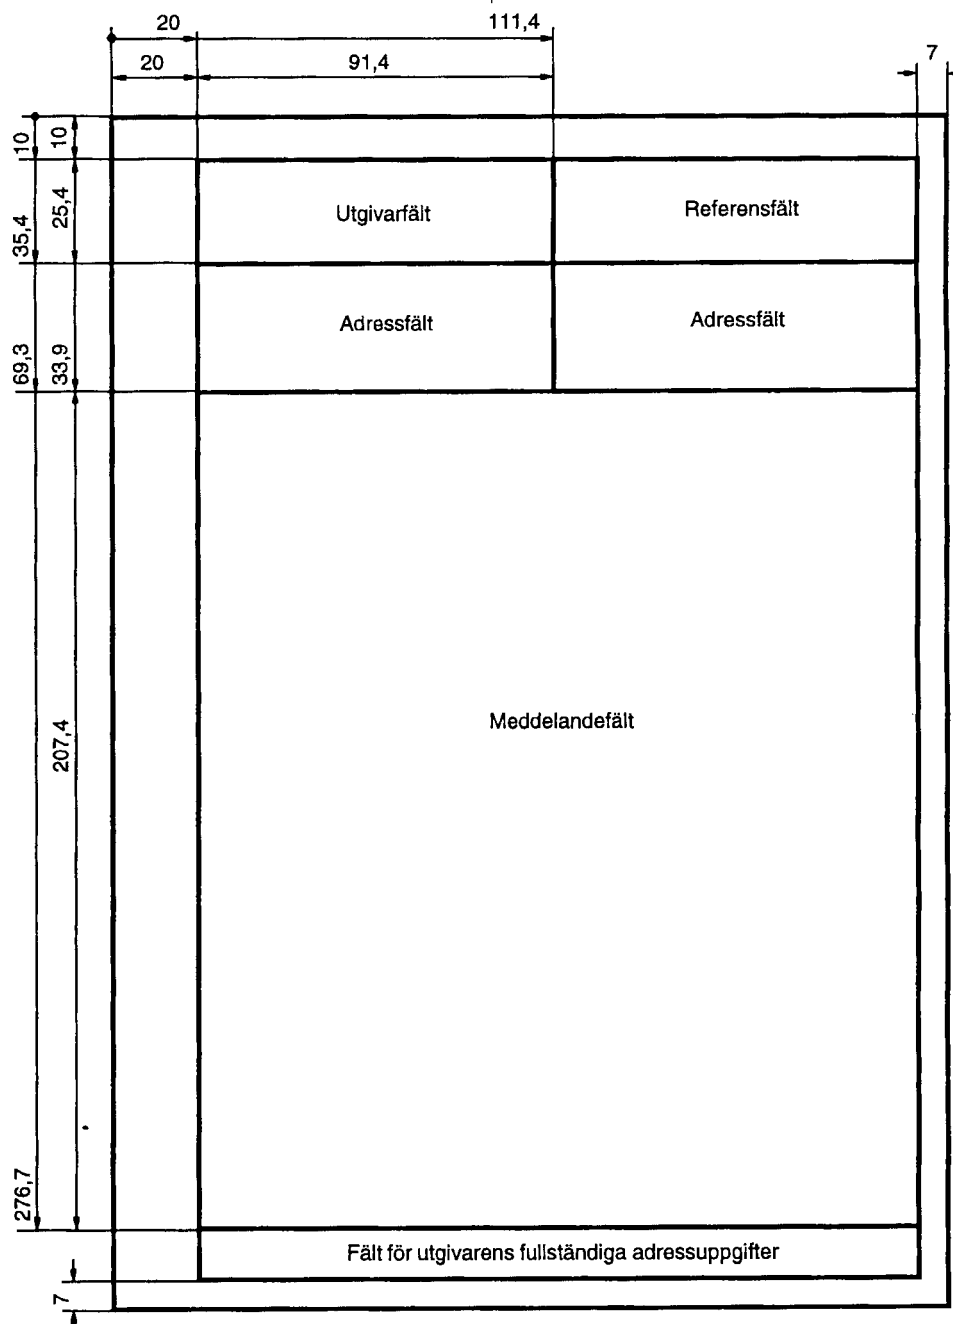 20
111,4
20
91,4
7
10
10
35,4
25,4
Utgivarfält
Referensfält
69,3
33,9
Adressfält
Adressfält
207,4
Meddelandefält
276,7
Fält för utgivarens fullständiga adressuppgifter
7